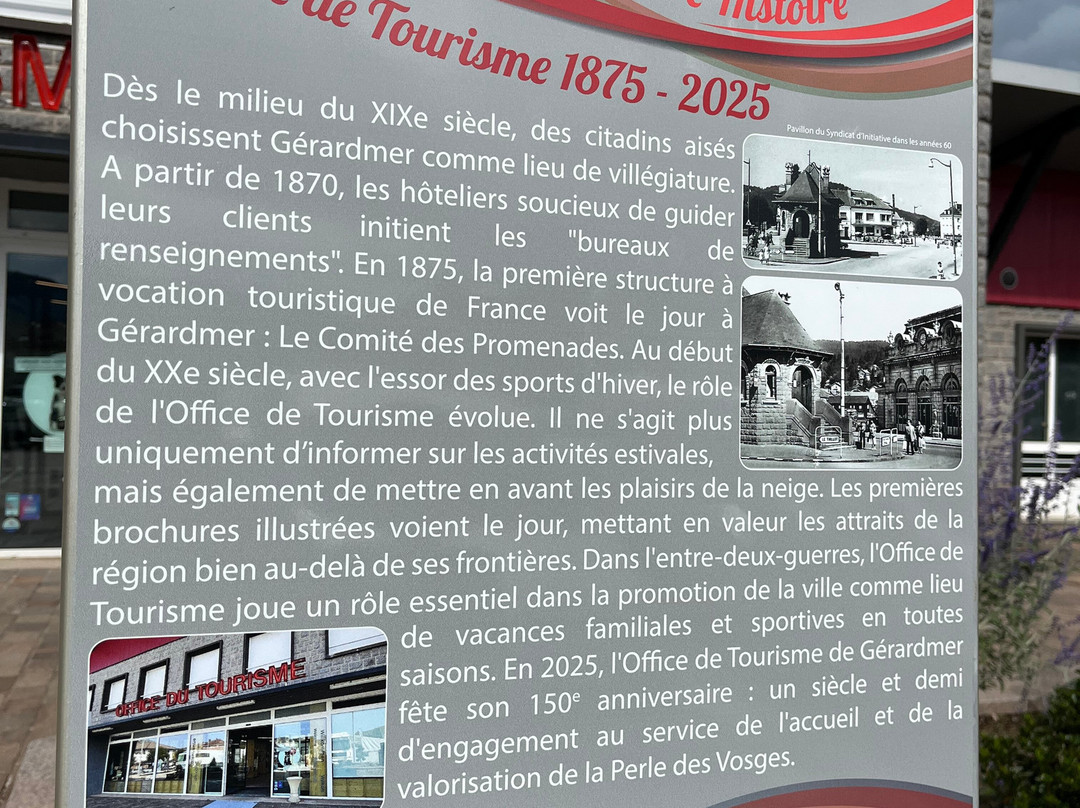 l'Histoire
de Tourisme 1875 - 2025
Dès le milieu du XIXe siècle, des citadins aisés
choisissent Gérardmer comme lieu de villégiature.
A partir de 1870, les hôteliers soucieux de guider
leurs clients initient les "bureaux de
renseignements". En 1875, la première structure à
vocation touristique de France voit le jour à
Gérardmer : Le Comité des Promenades. Au début
du XXe siècle, avec l'essor des sports d'hiver, le rôle
de l'Office de Tourisme évolue. Il ne s'agit plus
uniquement d’informer sur les activités estivales,
mais également de mettre en avant les plaisirs de la neige. Les premières
brochures illustrées voient le jour, mettant en valeur les attraits de la
région bien au-delà de ses frontières. Dans l'entre-deux-guerres, l'Office de
Tourisme joue un rôle essentiel dans la promotion de la ville comme lieu
de vacances familiales et sportives en toutes
saisons. En 2025, l'Office de Tourisme de Gérardmer
fête son 150e anniversaire : un siècle et demi
d'engagement au service de l'accueil et de la
valorisation de la Perle des Vosges.
Pavillon du Syndicat d'Initiative dans les années 60
OFFICE DU TOURISME
SM